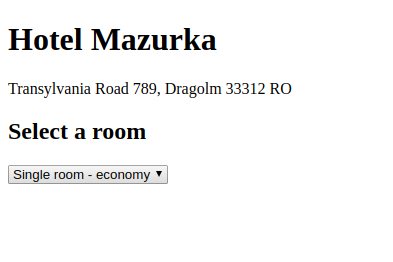 Hotel Mazurka
Transylvania Road 789, Dragolm 33312 RO
Select a room
Single room - economy